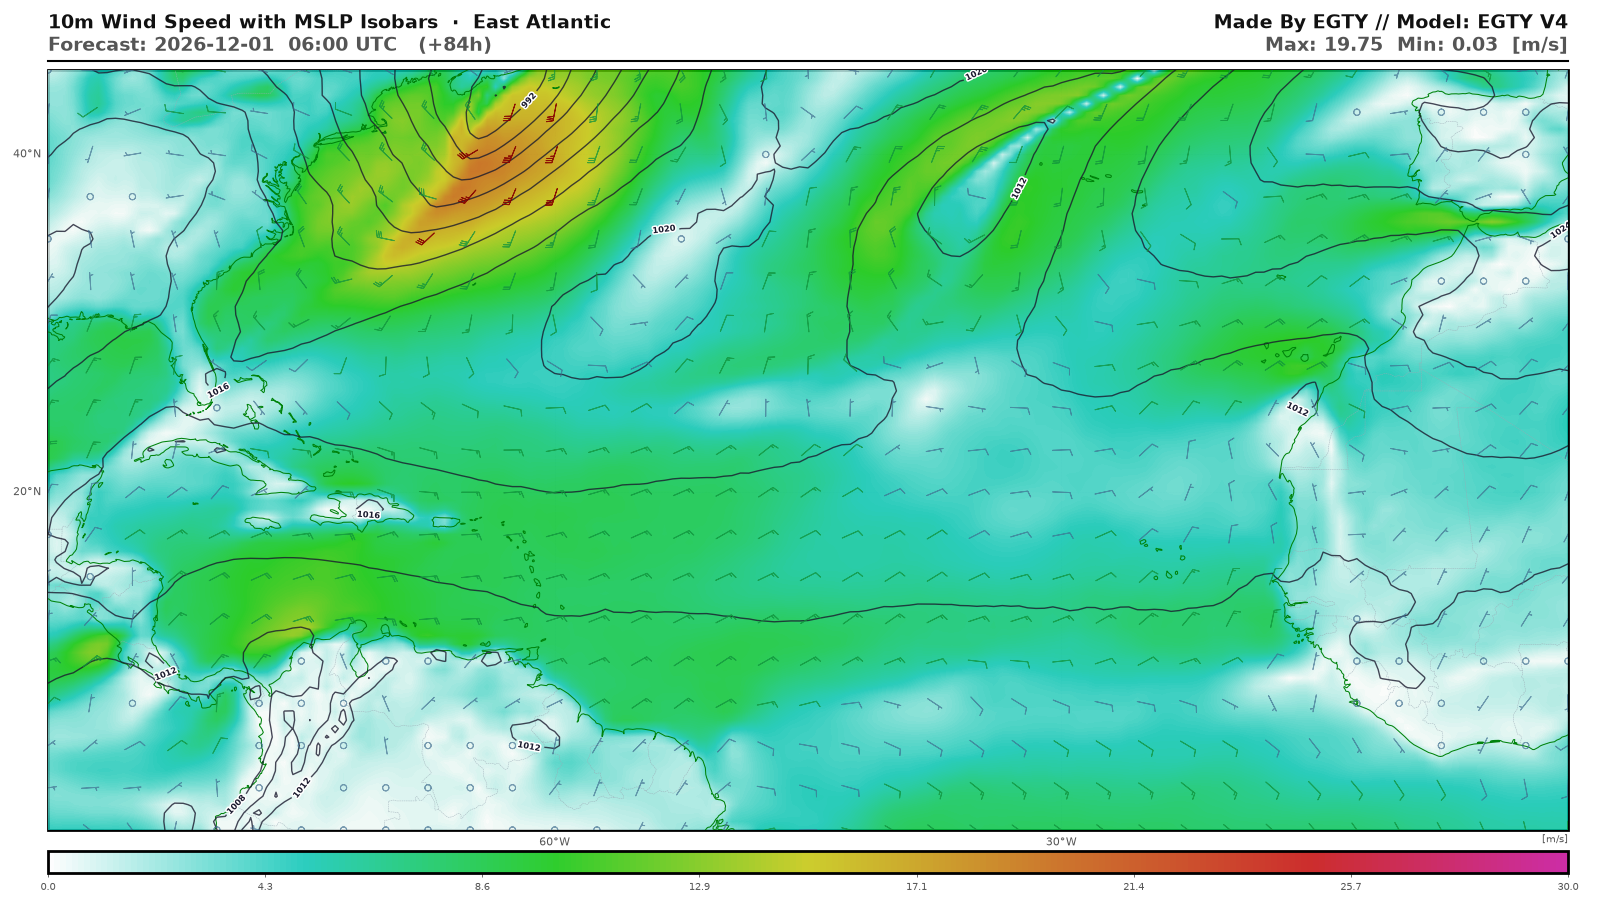 10m Wind Speed with MSLP Isobars · East Atlantic
Made By EGTY // Model: EGTY V4
Forecast: 2026-12-01 06:00 UTC (+84h)
Max: 19.75 Min: 0.03 [m/s]
992
1020
40°N
1012
1020
1024
1016
1012
20°N
1016
1012
1012
1008
1012
60°W
30°W
[m/s]
0.0
4.3
8.6
12.9
17.1
21.4
25.7
30.0